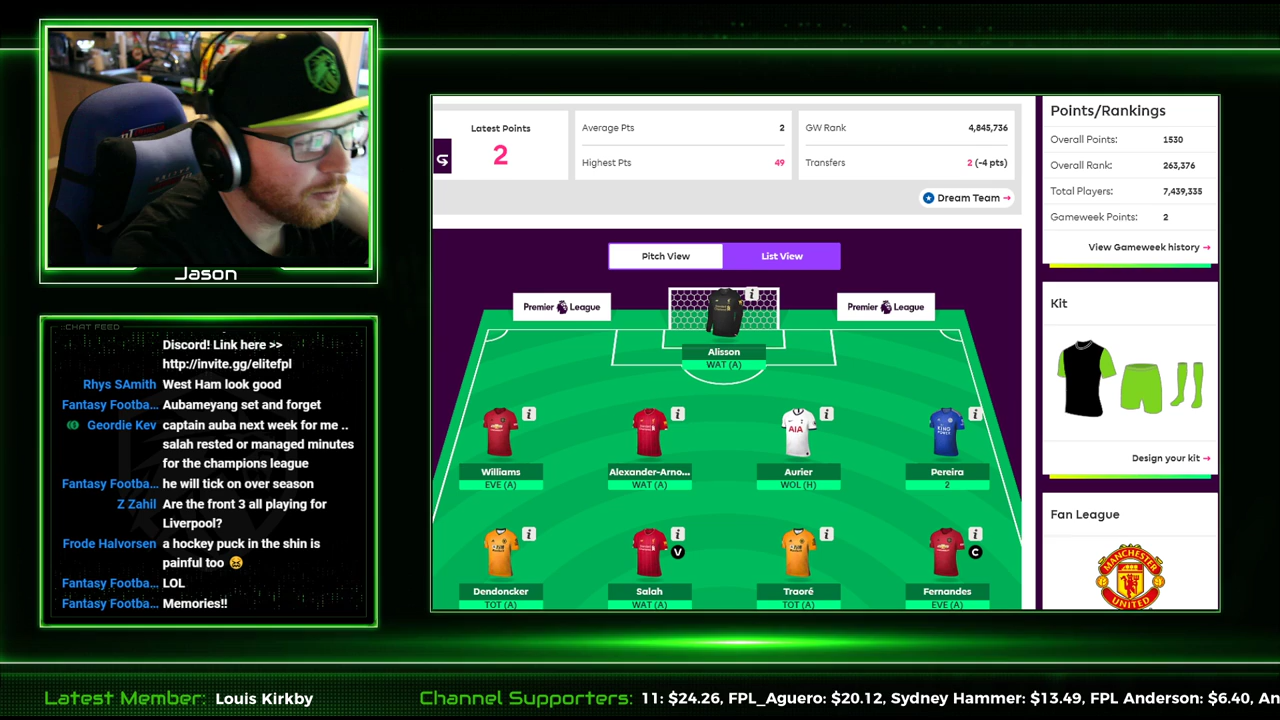 Jason
CHAT FEED
Discord! Link here >>
http://invite.gg/elitefpl
Rhys SAmith West Ham look good
Fantasy Footba... Aubameyang set and forget
Geordie Kev captain auba next week for me ..
salah rested or managed minutes
for the champions league
Fantasy Footba... he will tick on over season
Z Zahil Are the front 3 all playing for
Liverpool?
Frode Halvorsen a hockey puck in the shin is
painful too 😆
Fantasy Footba... LOL
Fantasy Footba... Memories!!
Latest Points
2
Average Pts 2
Highest Pts 49
GW Rank 4,845,736
Transfers 2 (-4 pts)
Dream Team →
Pitch View
List View
Premier League
Premier League
Alisson
WAT (A)
Williams
EVE (A)
Alexander-Arno...
WAT (A)
AIA
Aurier
WOL (H)
KING POWER
Pereira
2
Dendoncker
TOT (A)
V
Salah
WAT (A)
Traoré
TOT (A)
C
Fernandes
EVE (A)
Points/Rankings
Overall Points: 1530
Overall Rank: 263,376
Total Players: 7,439,335
Gameweek Points: 2
View Gameweek history →
Kit
Design your kit →
Fan League
MANCHESTER
UNITED
Latest Member: Louis Kirkby
Channel Supporters: 11: $24.26, FPL_Aguero: $20.12, Sydney Hammer: $13.49, FPL Anderson: $6.40, An